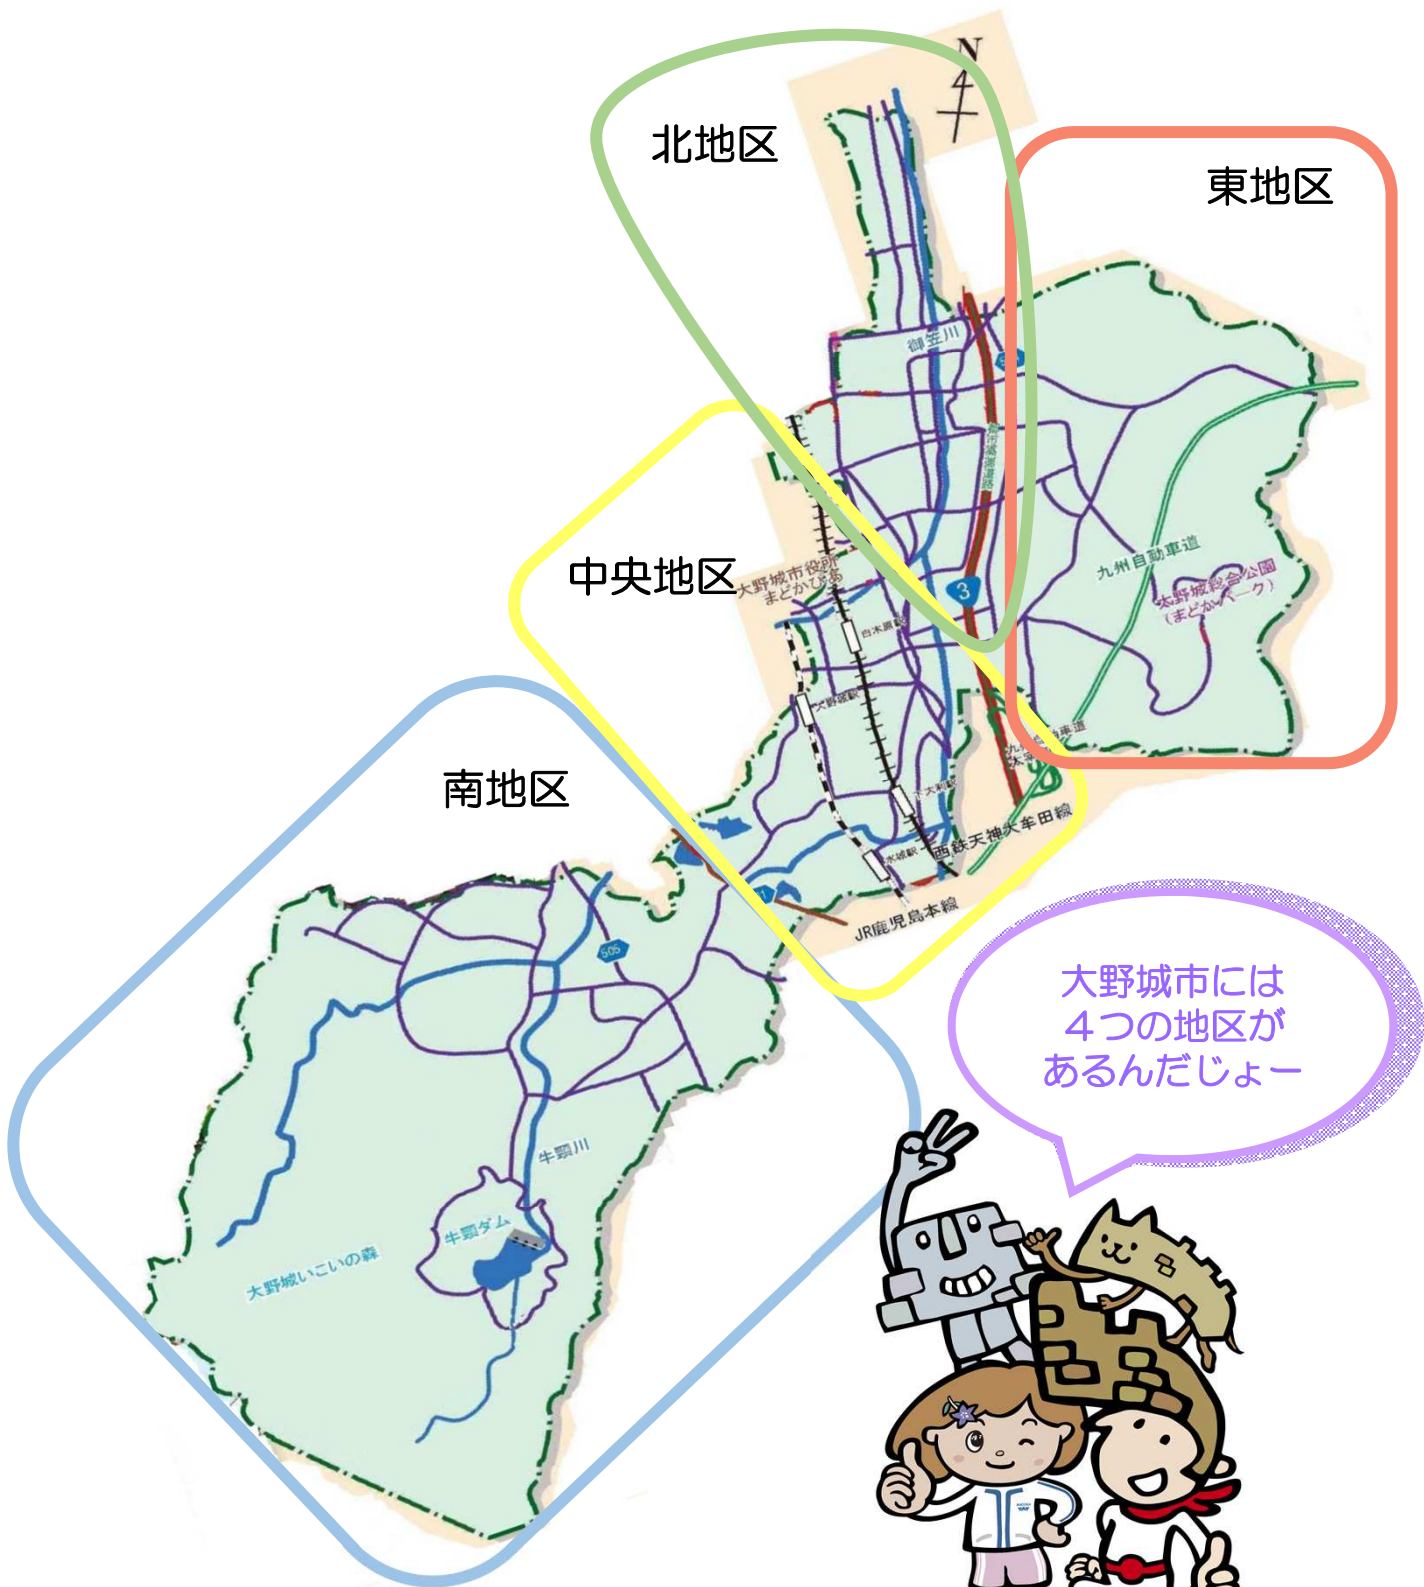 N
北地区
東地区
御笠川
中央地区
大野城市役所
まどかぴあ
九州自動車道
大野城総合公園
(まどかパーク)
3
白木原駅
大野城駅
南地区
下大利駅
西鉄天神大牟田線
水城駅
JR鹿児島本線
505
大野城市には
4つの地区が
あるんだじょー
牛頸川
牛頸ダム
大野城いこいの森